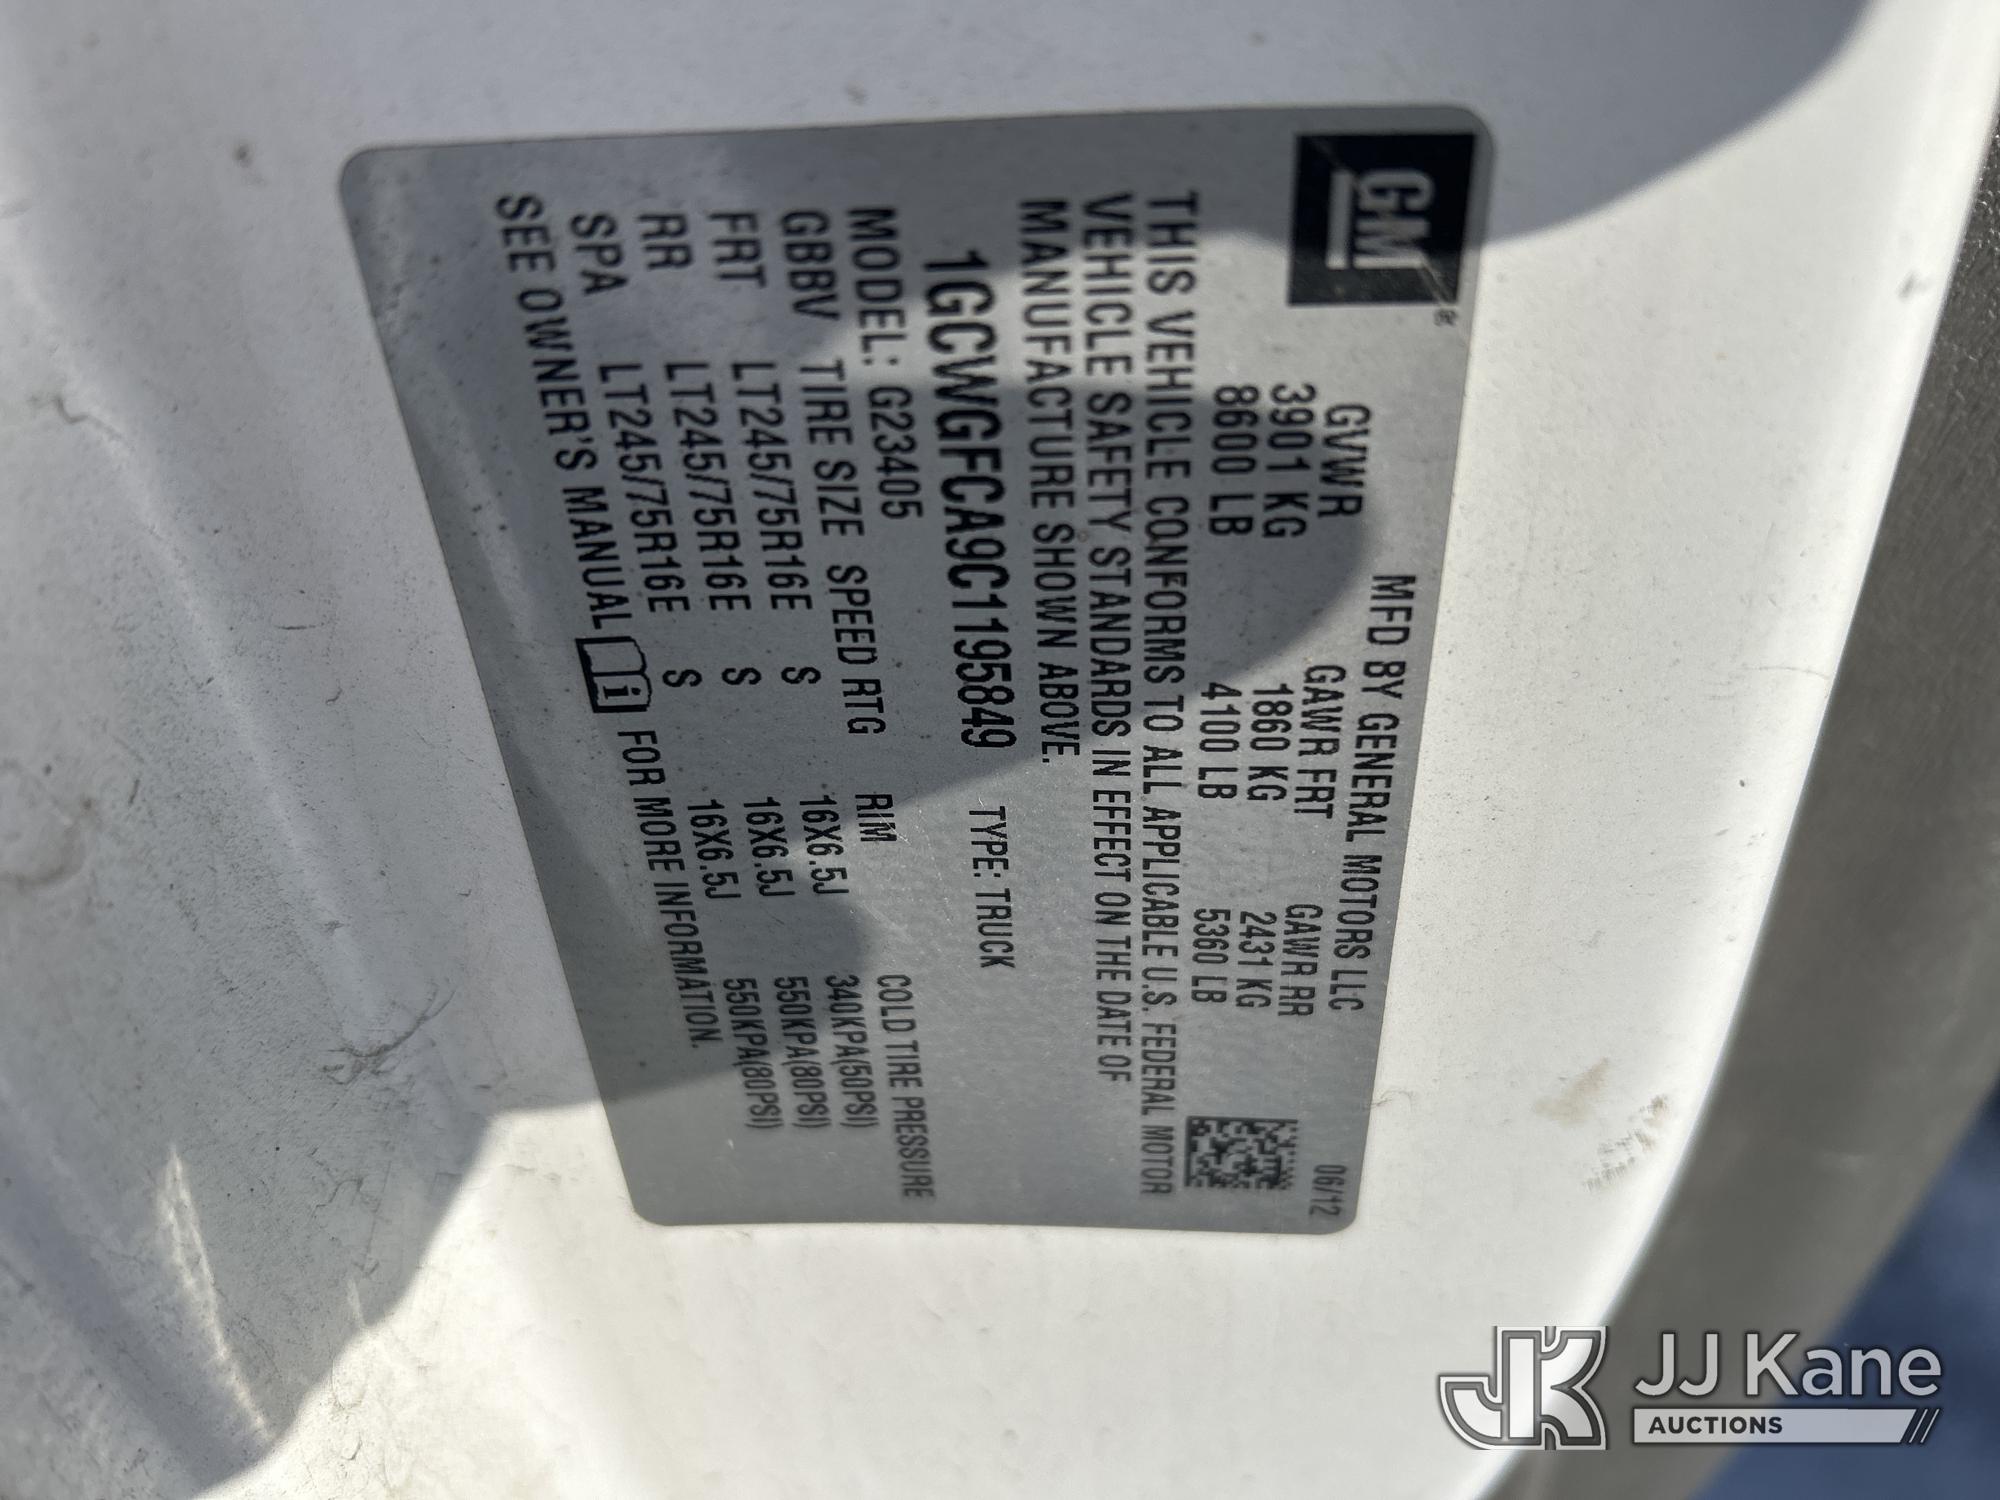 GM®
MFD BY GENERAL MOTORS LLC 06/12
GVWR GAWR FRT GAWR RR
3901 KG 1860 KG 2431 KG
8600 LB 4100 LB 5360 LB
THIS VEHICLE CONFORMS TO ALL APPLICABLE U.S. FEDERAL MOTOR
VEHICLE SAFETY STANDARDS IN EFFECT ON THE DATE OF
MANUFACTURE SHOWN ABOVE.
1GCWGFCA9C1195849 TYPE: TRUCK
MODEL: G23405
GBBV TIRE SIZE SPEED RTG RIM COLD TIRE PRESSURE
FRT LT245/75R16E S 16X6.5J 340KPA(50PSI)
RR LT245/75R16E S 16X6.5J 550KPA(80PSI)
SPA LT245/75R16E S 16X6.5J 550KPA(80PSI)
SEE OWNER'S MANUAL i FOR MORE INFORMATION.
JK JJ Kane
AUCTIONS